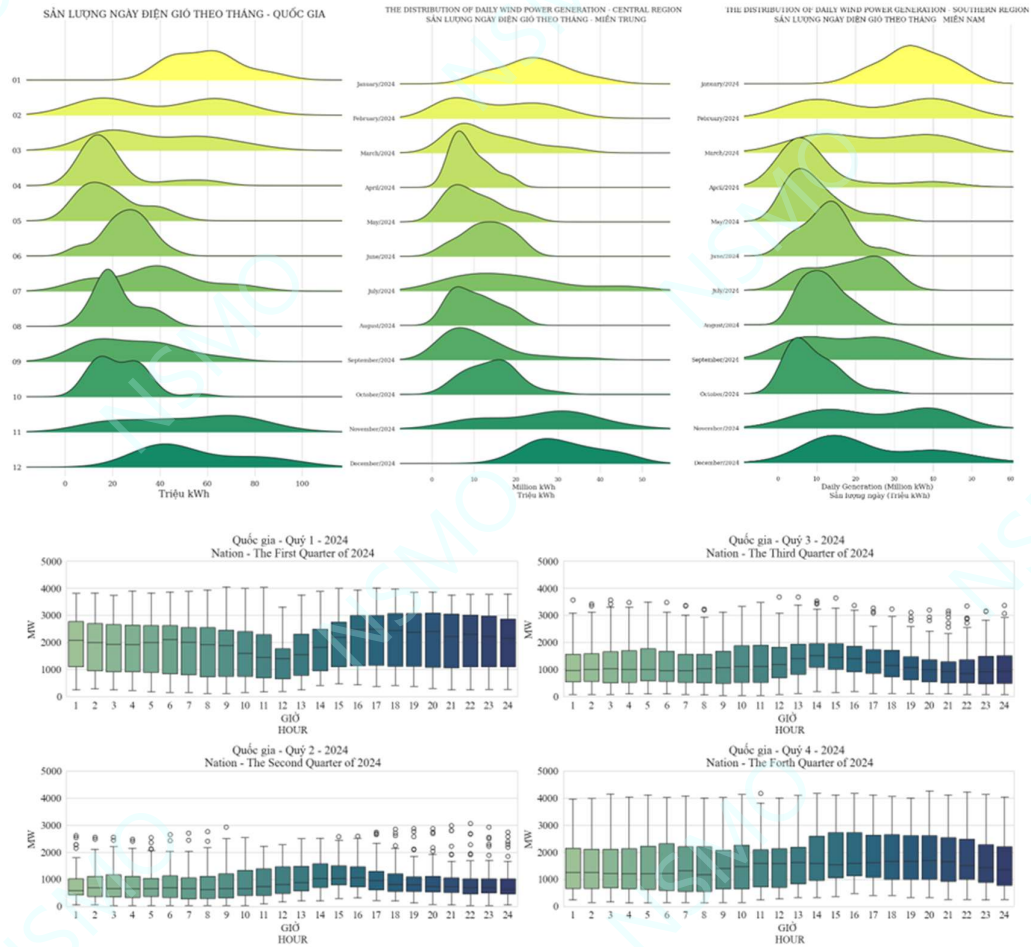 SẢN LƯỢNG NGÀY ĐIỆN GIÓ THEO THÁNG - QUỐC GIA
01
02
03
04
05
06
07
08
09
10
11
12
0 20 40 60 80 100
Triệu kWh
THE DISTRIBUTION OF DAILY WIND POWER GENERATION - CENTRAL REGION
SẢN LƯỢNG NGÀY ĐIỆN GIÓ THEO THÁNG - MIỀN TRUNG
January/2024
February/2024
March/2024
April/2024
May/2024
June/2024
July/2024
August/2024
September/2024
October/2024
November/2024
December/2024
0 10 20 30 40 50
Million kWh
Triệu kWh
THE DISTRIBUTION OF DAILY WIND POWER GENERATION - SOUTHERN REGION
SẢN LƯỢNG NGÀY ĐIỆN GIÓ THEO THÁNG MIỀN NAM
January/2024
February/2024
March/2024
April/2024
May/2024
June/2024
July/2024
August/2024
September/2024
October/2024
November/2024
December/2024
0 10 20 30 40 50 60
Daily Generation (Million kWh)
Sản lượng ngày (Triệu kWh)
Quốc gia - Quý 1 - 2024
Nation - The First Quarter of 2024
5000
4000
3000
2000
1000
0
MW
1 2 3 4 5 6 7 8 9 10 11 12 13 14 15 16 17 18 19 20 21 22 23 24
GIỜ
HOUR
Quốc gia - Quý 3 - 2024
Nation - The Third Quarter of 2024
5000
4000
3000
2000
1000
0
MW
1 2 3 4 5 6 7 8 9 10 11 12 13 14 15 16 17 18 19 20 21 22 23 24
GIỜ
HOUR
Quốc gia - Quý 2 - 2024
Nation - The Second Quarter of 2024
5000
4000
3000
2000
1000
0
MW
1 2 3 4 5 6 7 8 9 10 11 12 13 14 15 16 17 18 19 20 21 22 23 24
GIỜ
HOUR
Quốc gia - Quý 4 - 2024
Nation - The Forth Quarter of 2024
5000
4000
3000
2000
1000
0
MW
1 2 3 4 5 6 7 8 9 10 11 12 13 14 15 16 17 18 19 20 21 22 23 24
GIỜ
HOUR
NSMO
NSMO
NSMO
NSMO
NSMO